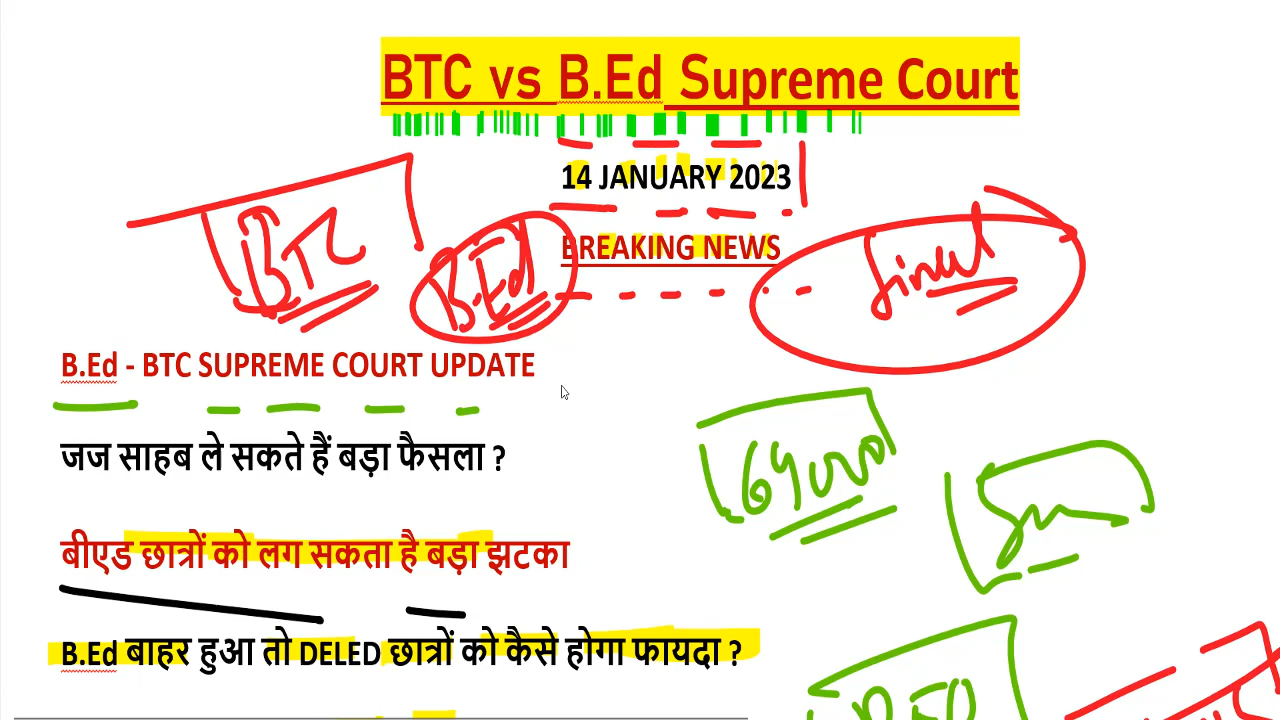 BTC vs B.Ed Supreme Court
14 JANUARY 2023
BREAKING NEWS
BTC
B.Ed
final
B.Ed - BTC SUPREME COURT UPDATE
जज साहब ले सकते हैं बड़ा फैसला ?
69000
बीएड छात्रों को लग सकता है बड़ा झटका
B.Ed बाहर हुआ तो DELED छात्रों को कैसे होगा फायदा ?